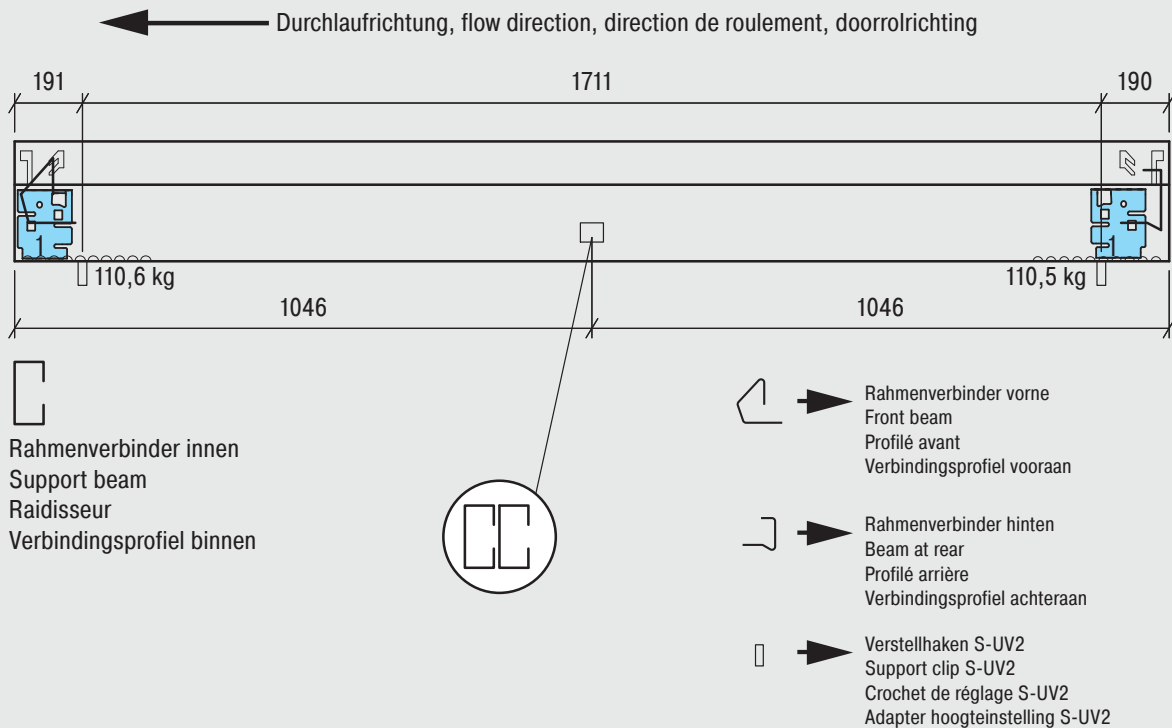 Durchlaufrichtung, flow direction, direction de roulement, doorrolrichting
191
1711
190
1
1
110,6 kg
110,5 kg
1046
1046
Rahmenverbinder innen
Support beam
Raidisseur
Verbindingsprofiel binnen
Rahmenverbinder vorne
Front beam
Profilé avant
Verbindingsprofiel vooraan
Rahmenverbinder hinten
Beam at rear
Profilé arrière
Verbindingsprofiel achteraan
Verstellhaken S-UV2
Support clip S-UV2
Crochet de réglage S-UV2
Adapter hoogteinstelling S-UV2